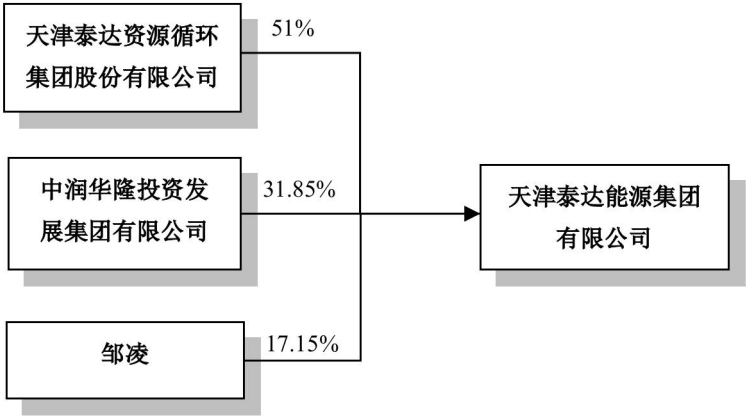 天津泰达资源循环
集团股份有限公司
51%
中润华隆投资发
展集团有限公司
31.85%
天津泰达能源集团
有限公司
邹凌
17.15%